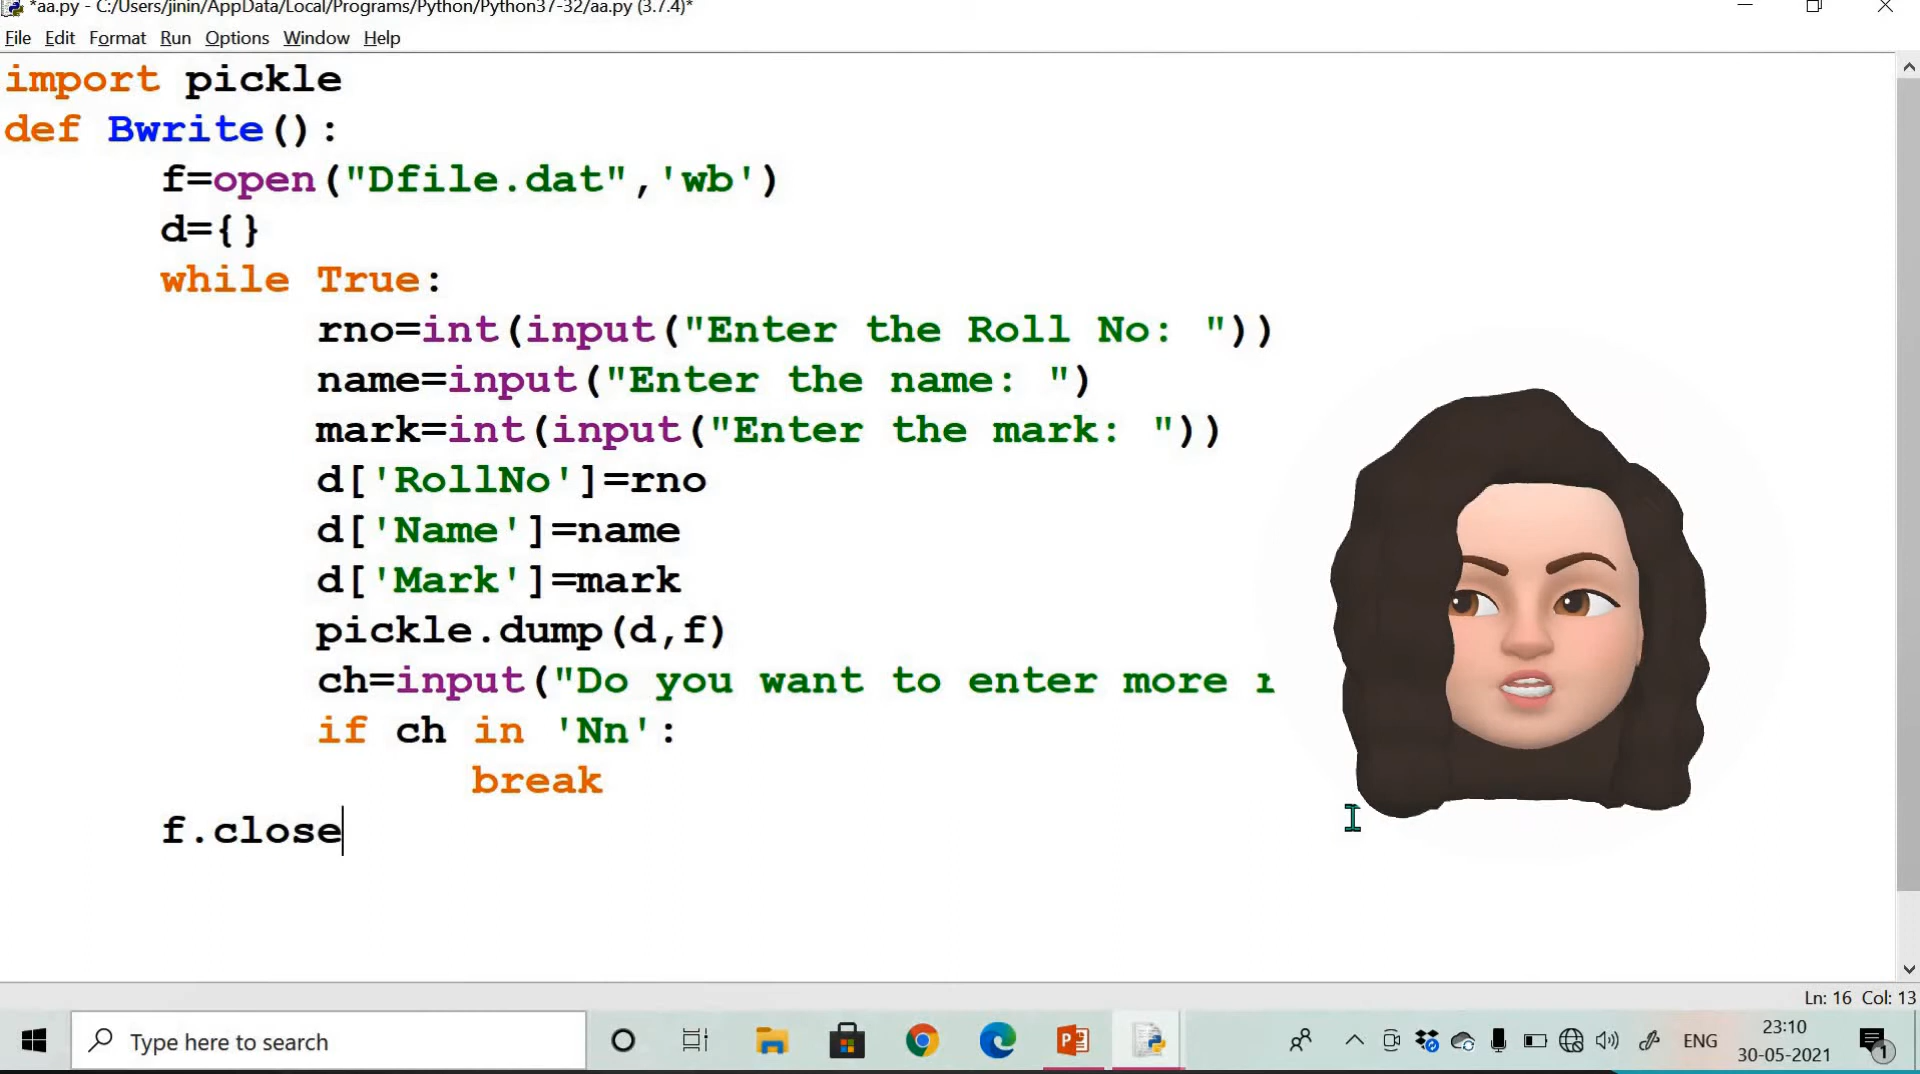 *aa.py - C:/Users/jinin/AppData/Local/Programs/Python/Python37-32/aa.py (3.7.4)*
File Edit Format Run Options Window Help
import pickle
def Bwrite():
f=open("Dfile.dat",'wb')
d={}
while True:
rno=int(input("Enter the Roll No: "))
name=input("Enter the name: ")
mark=int(input("Enter the mark: "))
d['RollNo']=rno
d['Name']=name
d['Mark']=mark
pickle.dump(d,f)
ch=input("Do you want to enter more
if ch in 'Nn':
break
f.close
Ln: 16 Col: 13
Type here to search
ENG
23:10
30-05-2021
1